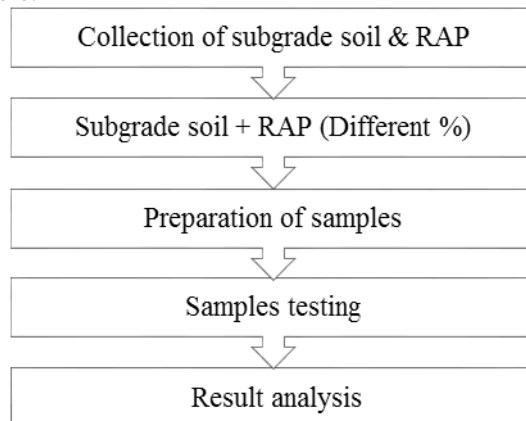 Collection of subgrade soil & RAP
Subgrade soil + RAP (Different %)
Preparation of samples
Samples testing
Result analysis